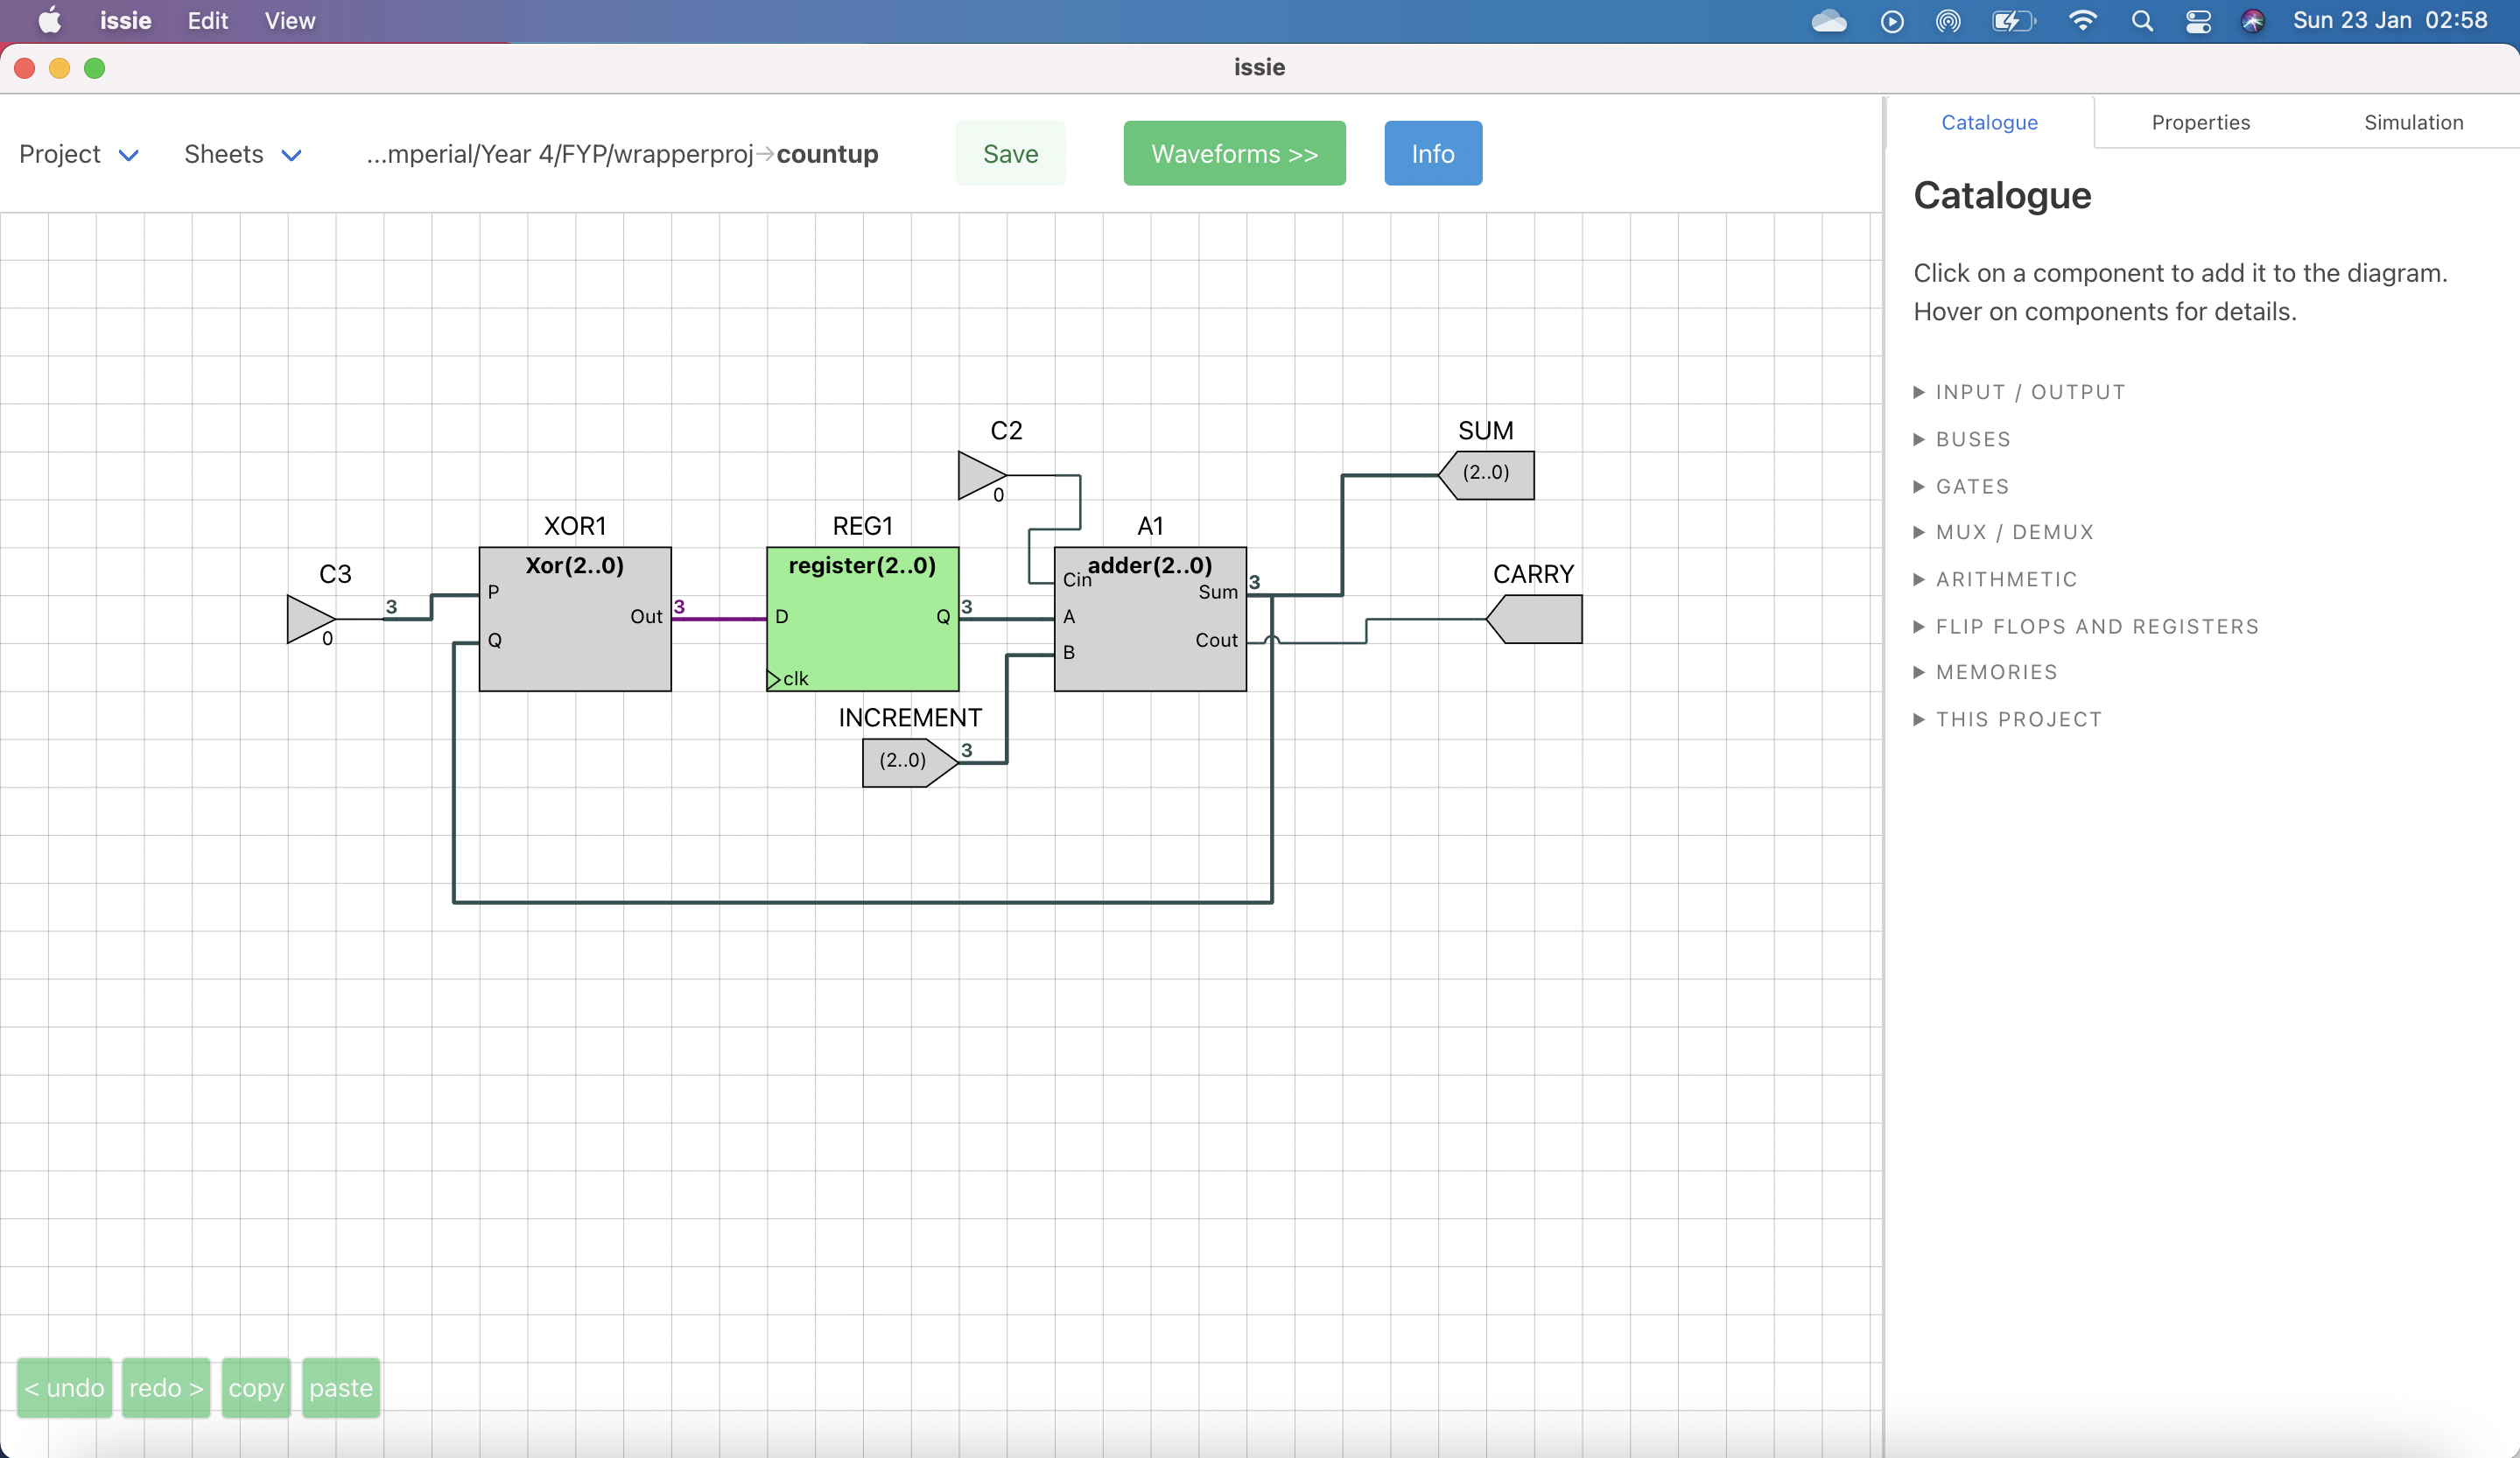 issie Edit View Sun 23 Jan 02:58
issie
Project Sheets ...mperial/Year 4/FYP/wrapperproj→countup Save Waveforms >> Info
Catalogue Properties Simulation
Catalogue
Click on a component to add it to the diagram.
Hover on components for details.
▶ INPUT / OUTPUT
▶ BUSES
▶ GATES
▶ MUX / DEMUX
▶ ARITHMETIC
▶ FLIP FLOPS AND REGISTERS
▶ MEMORIES
▶ THIS PROJECT
C2 SUM
(2..0)
0
XOR1 REG1 A1
Xor(2..0) register(2..0) adder(2..0)
C3 Cin 3 CARRY
P Sum
3 3 3
Out D Q A
0 Q Cout
B
clk
INCREMENT
3
(2..0)
< undo redo > copy paste